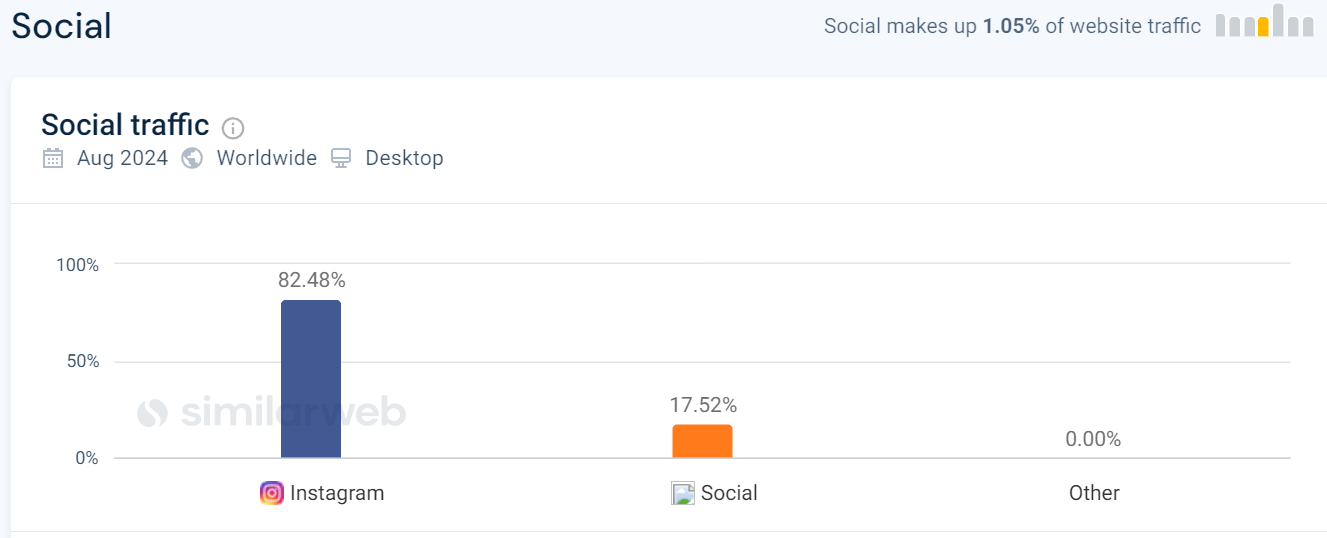 Social
Social makes up 1.05% of website traffic
Social traffic
Aug 2024 Worldwide Desktop
100%
82.48%
50%
similarweb
17.52%
0.00%
0%
Instagram Social Other